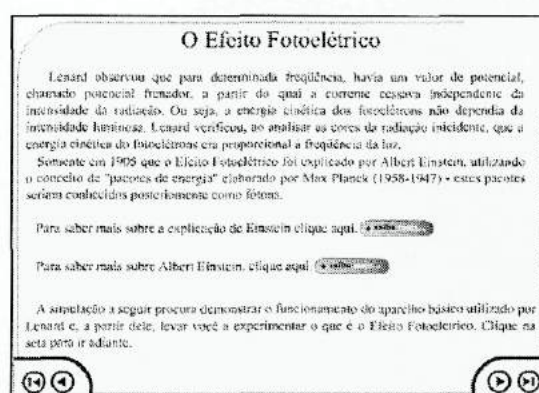 O Efeito Fotoelétrico
Lenard observou que para determinada freqüência, havia um valor de potencial,
chamado potencial frenador, a partir do qual a corrente cessava independente da
intensidade da radiação. Ou seja, a energia cinética dos fotoelétrons não dependia da
intensidade luminosa. Lenard verificou, ao analisar as cores da radiação inicidente, que a
energia cinética do fotoelétrons era proporcional a freqüência da luz.
Somente em 1905 que o Efeito Fotoelétrico foi explicado por Albert Einstein, utilizando
o conceito de "pacotes de energia" elaborado por Max Planck (1958-1947) - estes pacotes
seriam conhecidos posteriormente como fótons.
Para saber mais sobre a explicação de Einstein clique aqui.
Para saber mais sobre Albert Einstein, clique aqui
A simulação a seguir procura demonstrar o funcionamento do aparelho básico utilizado por
Lenard e, a partir dele, levar você a experimentar o que é o Efeito Fotoelétrico. Clique na
seta para ir adiante.